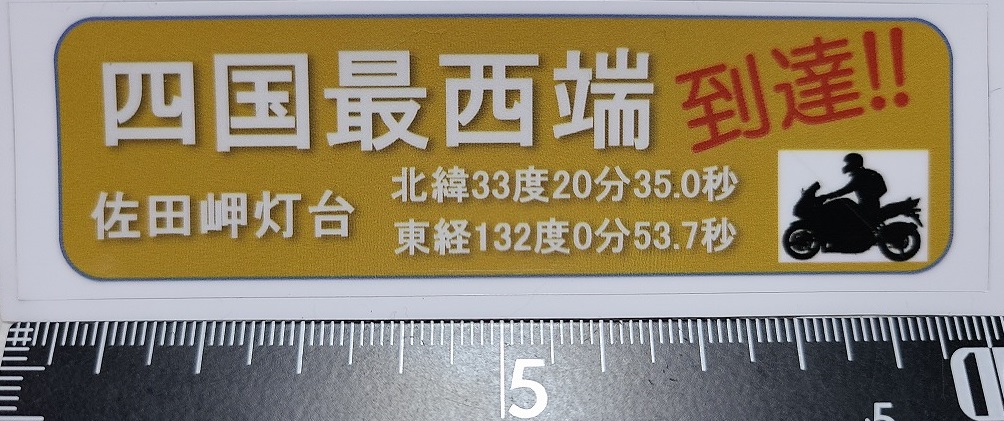 四国最西端 到達!!
佐田岬灯台
北緯33度20分35.0秒
東経132度0分53.7秒
5
.5